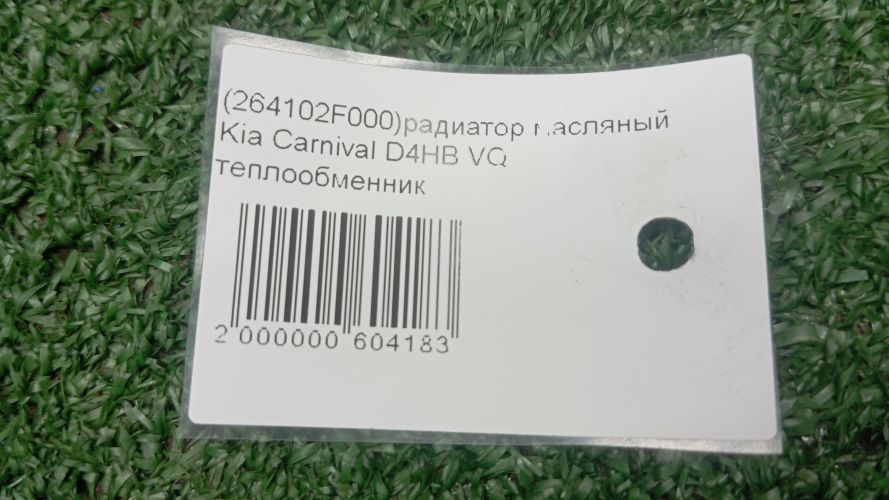 (264102F000)радиатор масляный
Kia Carnival D4HB VQ
теплообменник
2 000000 604183